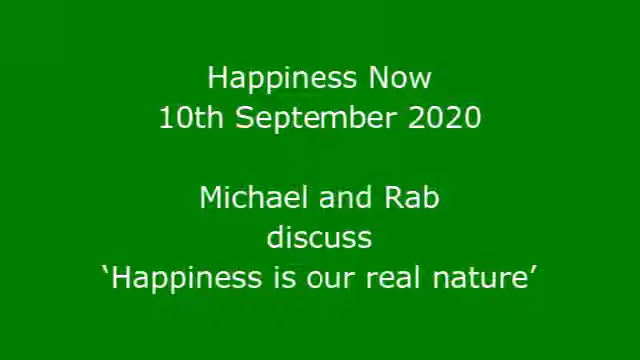 Happiness Now
10th September 2020
Michael and Rab
discuss
‘Happiness is our real nature’